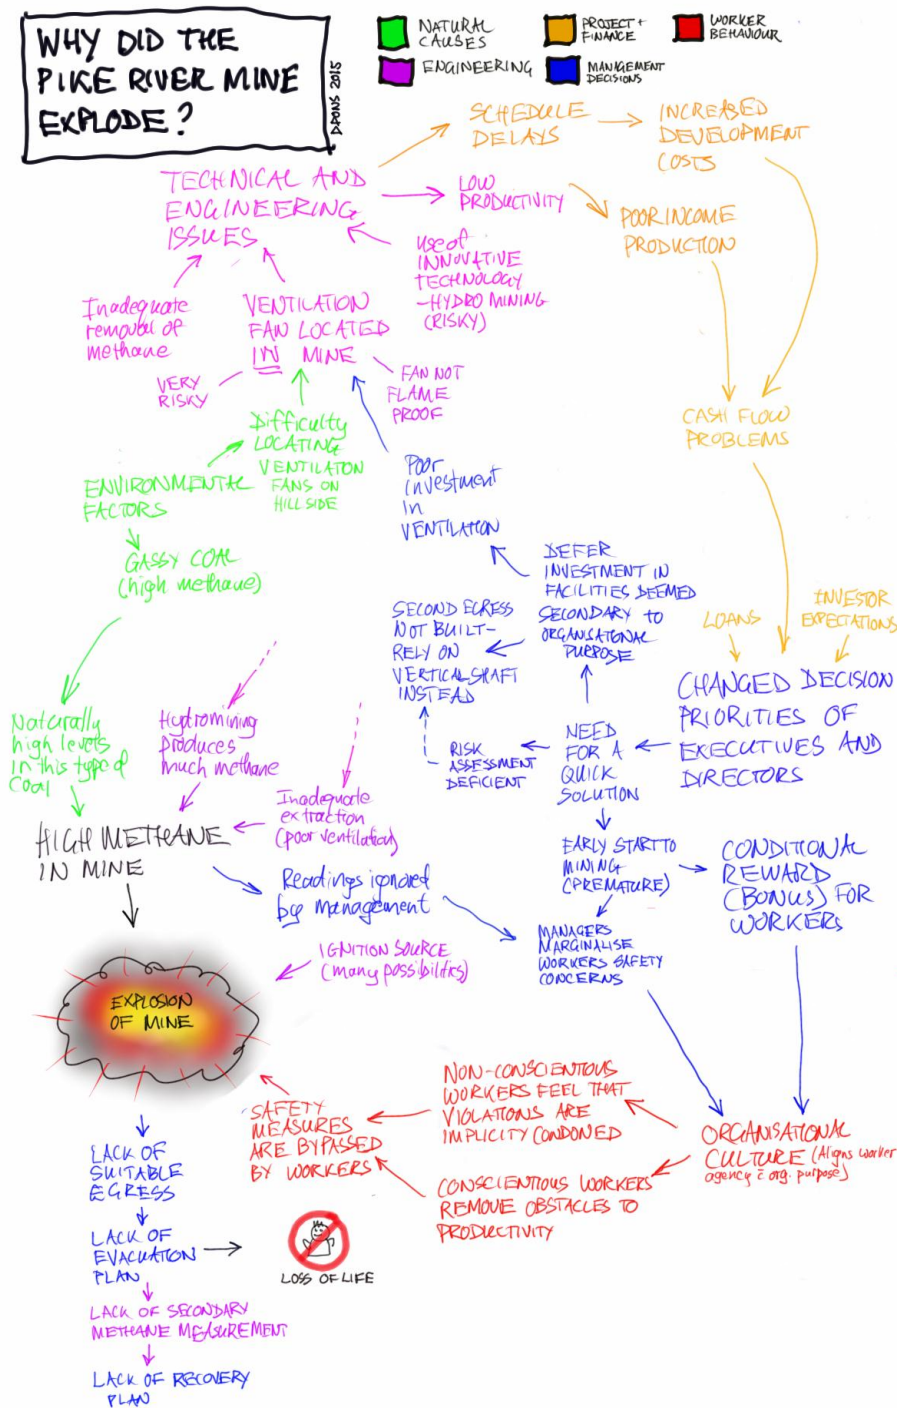 WHY DID THE
PIKE RIVER MINE
EXPLODE?
DPONS 2015
NATURAL
CAUSES
PROJECT +
FINANCE
WORKER
BEHAVIOUR
ENGINEERING
MANAGEMENT
DECISIONS
SCHEDULE
DELAYS
INCREASED
DEVELOPMENT
COSTS
TECHNICAL AND
ENGINEERING
ISSUES
LOW
PRODUCTIVITY
POOR INCOME
PRODUCTION
Use of
INNOVATIVE
TECHNOLOGY
-HYDRO MINING
(RISKY)
Inadequate
removal of
methane
VENTILATION
FAN LOCATED
IN MINE
VERY
RISKY
FAN NOT
FLAME
PROOF
CASH FLOW
PROBLEMS
Difficulty
LOCATING
VENTILATON
FANS ON
HILLSIDE
ENVIRONMENTAL
FACTORS
Poor
investment
in
VENTILATION
GASSY COAL
(high methane)
DEFER
INVESTMENT IN
FACILITIES DEEMED
SECONDARY TO
ORGANISATIONAL
PURPOSE
SECOND EGRESS
NOT BUILT-
RELY ON
VERTICAL SHAFT
INSTEAD
LOANS
INVESTOR
EXPECTATIONS
CHANGED DECISION
PRIORITIES OF
EXECUTIVES AND
DIRECTORS
Naturally
high levels
in this type of
Coal
Hydromining
produces
much methane
RISK
ASSESSMENT
DEFICIENT
NEED
FOR A
QUICK
SOLUTION
Inadequate
extraction
(poor ventilation)
HIGH METHANE
IN MINE
EARLY START TO
MINING
(PREMATURE)
CONDITIONAL
REWARD
(BONUS) FOR
WORKERS
Readings ignored
by management
MANAGERS
MARGINALISE
WORKERS SAFETY
CONCERNS
IGNITION SOURCE
(many possibilities)
EXPLOSION
OF MINE
NON-CONSCIENTIOUS
WORKERS FEEL THAT
VIOLATIONS ARE
IMPLICITY CONDONED
SAFETY
MEASURES
ARE BYPASSED
BY WORKERS
ORGANISATIONAL
CULTURE (Aligns worker
agency c̄ org. purpose)
CONSCIENTIOUS WORKERS
REMOVE OBSTACLES TO
PRODUCTIVITY
LACK OF
SUITABLE
EGRESS
LACK OF
EVACUATION
PLAN
LOSS OF LIFE
LACK OF SECONDARY
METHANE MEASUREMENT
LACK OF RECOVERY
PLAN